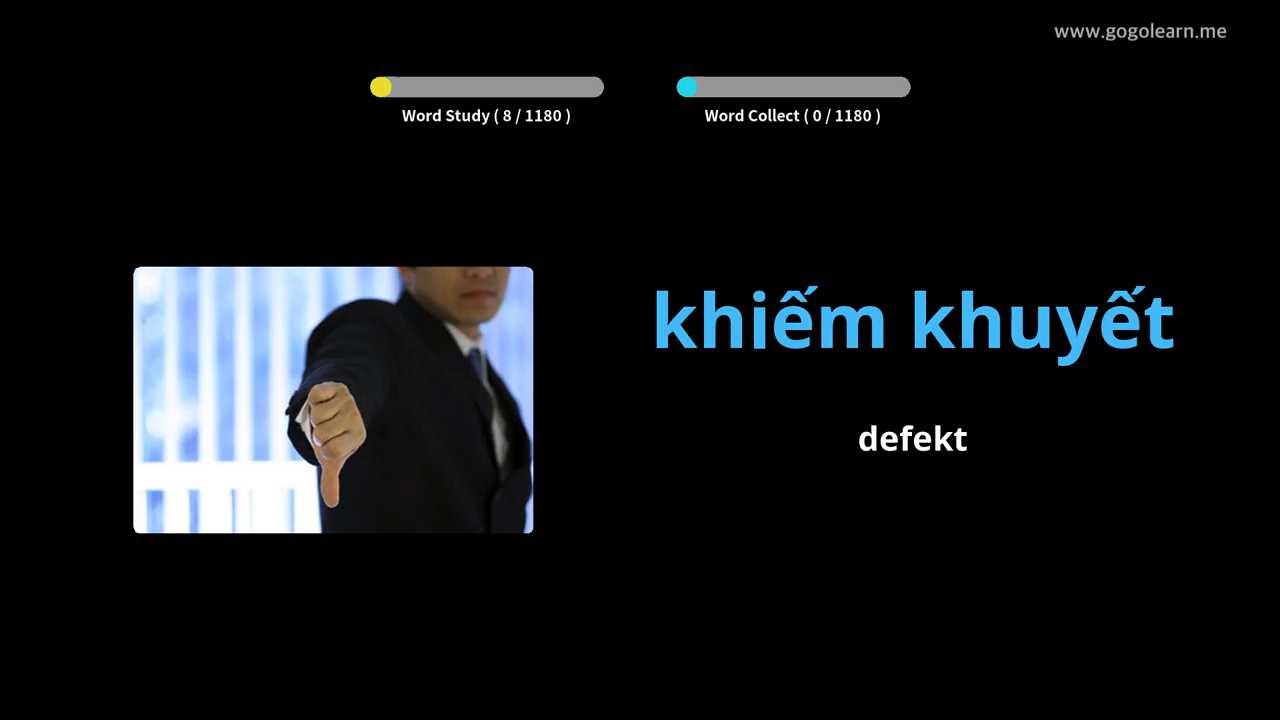 www.gogolearn.me
Word Study ( 8 / 1180 )
Word Collect ( 0 / 1180 )
khiếm khuyết
defekt